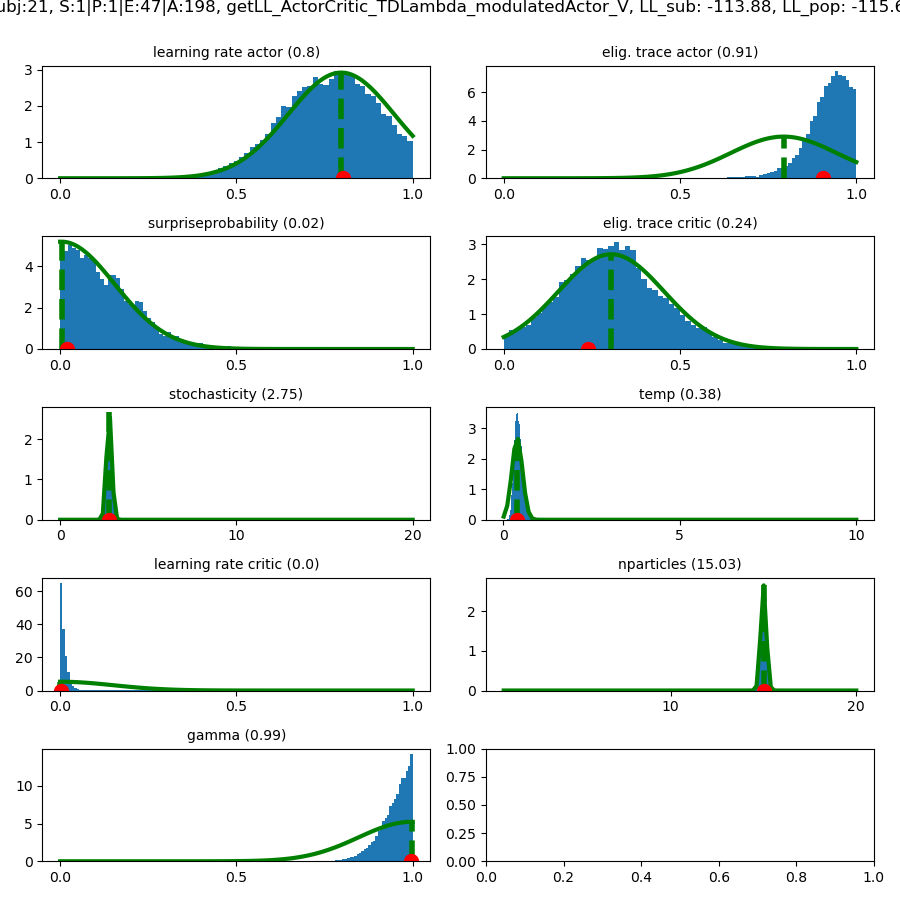 ubj:21, S:1|P:1|E:47|A:198, getLL_ActorCritic_TDLambda_modulatedActor_V, LL_sub: -113.88, LL_pop: -115.6
learning rate actor (0.8)
3
2
1
0
0.0 0.5 1.0
elig. trace actor (0.91)
6
4
2
0
0.0 0.5 1.0
surpriseprobability (0.02)
4
2
0
0.0 0.5 1.0
elig. trace critic (0.24)
3
2
1
0
0.0 0.5 1.0
stochasticity (2.75)
2
1
0
0 10 20
temp (0.38)
3
2
1
0
0 5 10
learning rate critic (0.0)
60
40
20
0
0.0 0.5 1.0
nparticles (15.03)
2
1
0
10 20
gamma (0.99)
10
5
0
0.0 0.5 1.0
1.00
0.75
0.50
0.25
0.00
0.0 0.2 0.4 0.6 0.8 1.0